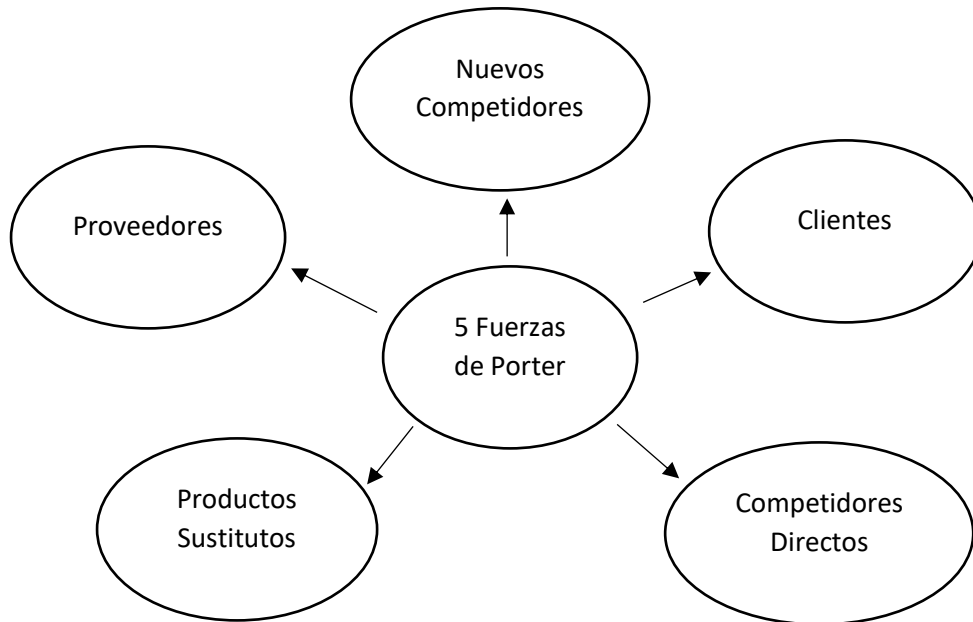 Nuevos
Competidores
Proveedores
Clientes
5 Fuerzas
de Porter
Productos
Sustitutos
Competidores
Directos